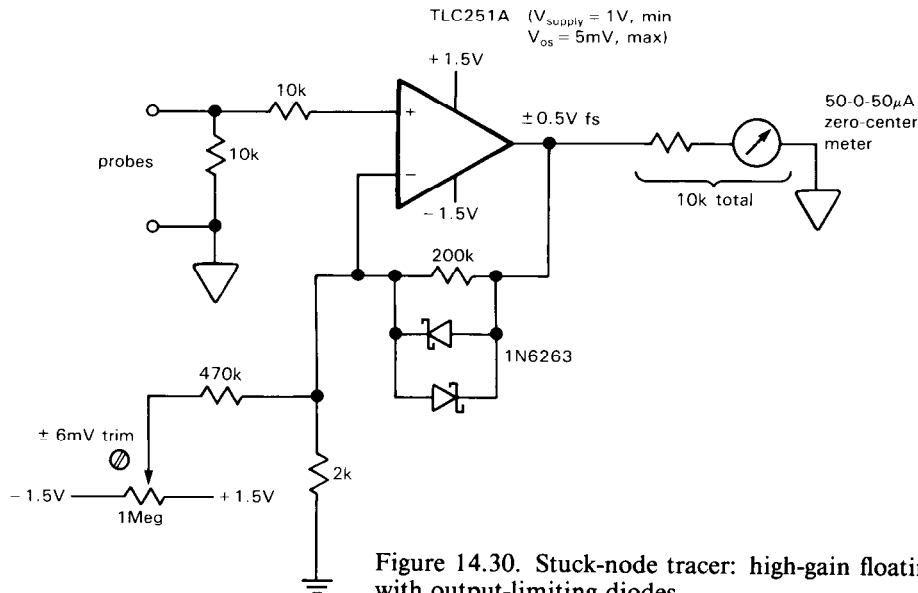 TLC251A (Vsupply = 1V, min
Vos = 5mV, max)
+ 1.5V
10k
+
± 0.5V fs
50-0-50μA
zero-center
meter
probes
10k
−
− 1.5V
10k total
200k
1N6263
470k
± 6mV trim
2k
− 1.5V
+ 1.5V
1Meg
Figure 14.30. Stuck-node tracer: high-gain floatin
with output-limiting diodes